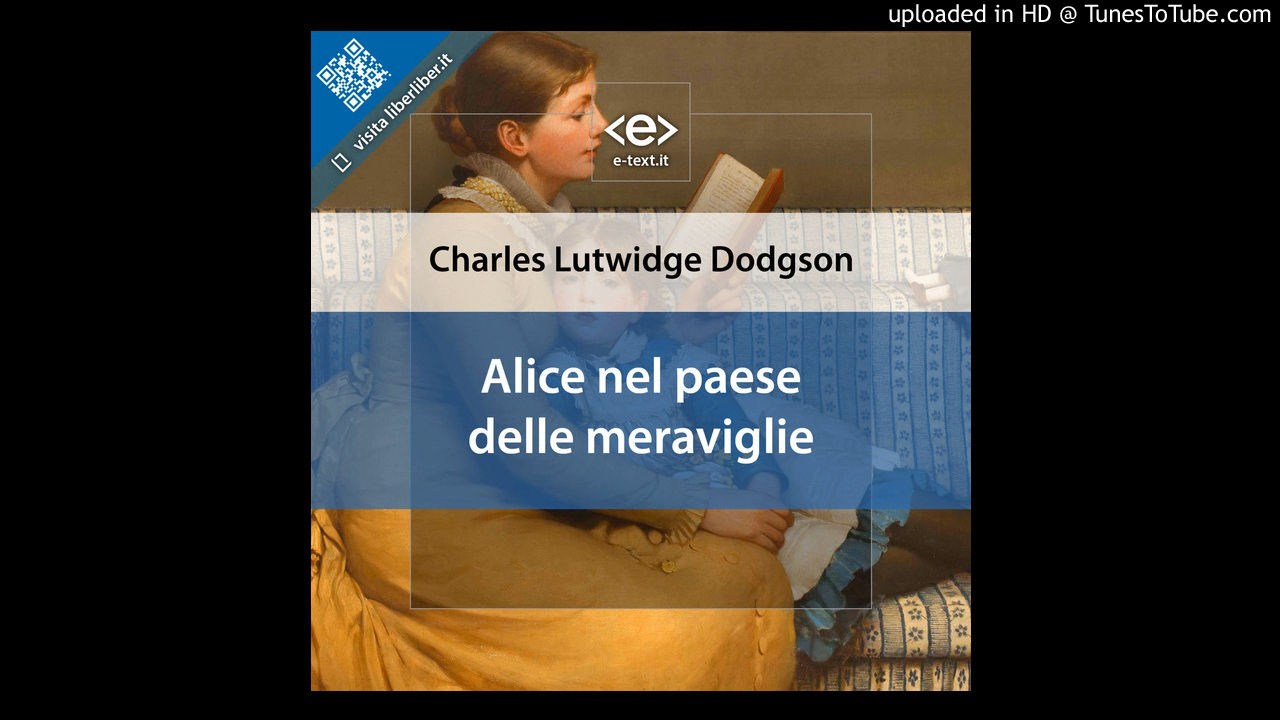 uploaded in HD @ TunesToTube.com
visita liberliber.it
<e>
e-text.it
Charles Lutwidge Dodgson
Alice nel paese
delle meraviglie